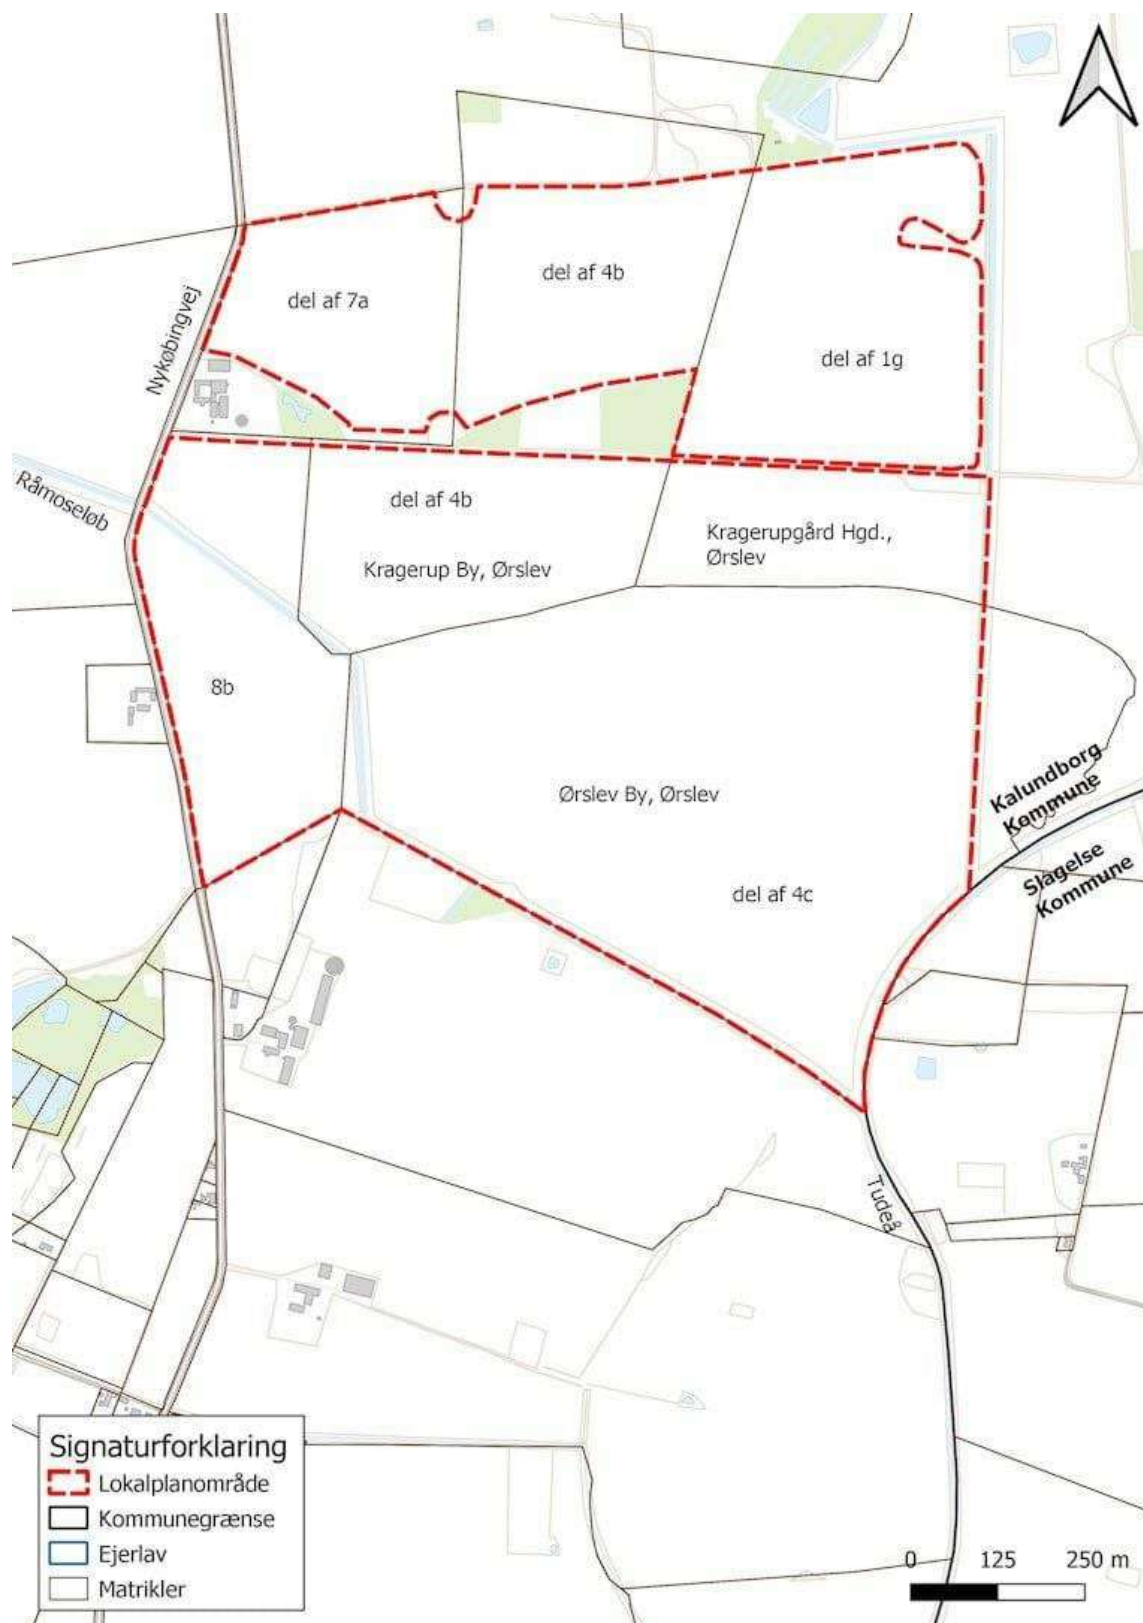 del af 4b
del af 7a
del af 1g
Nykøbingvej
Råmoseløb
del af 4b
Kragerup By, Ørslev
Kragerupgård Hgd.,
Ørslev
8b
Ørslev By, Ørslev
del af 4c
Kalundborg
Kommune
Slagelse
Kommune
Tudeå
Signaturforklaring
Lokalplanområde
Kommunegrænse
Ejerlav
Matrikler
0 125 250 m